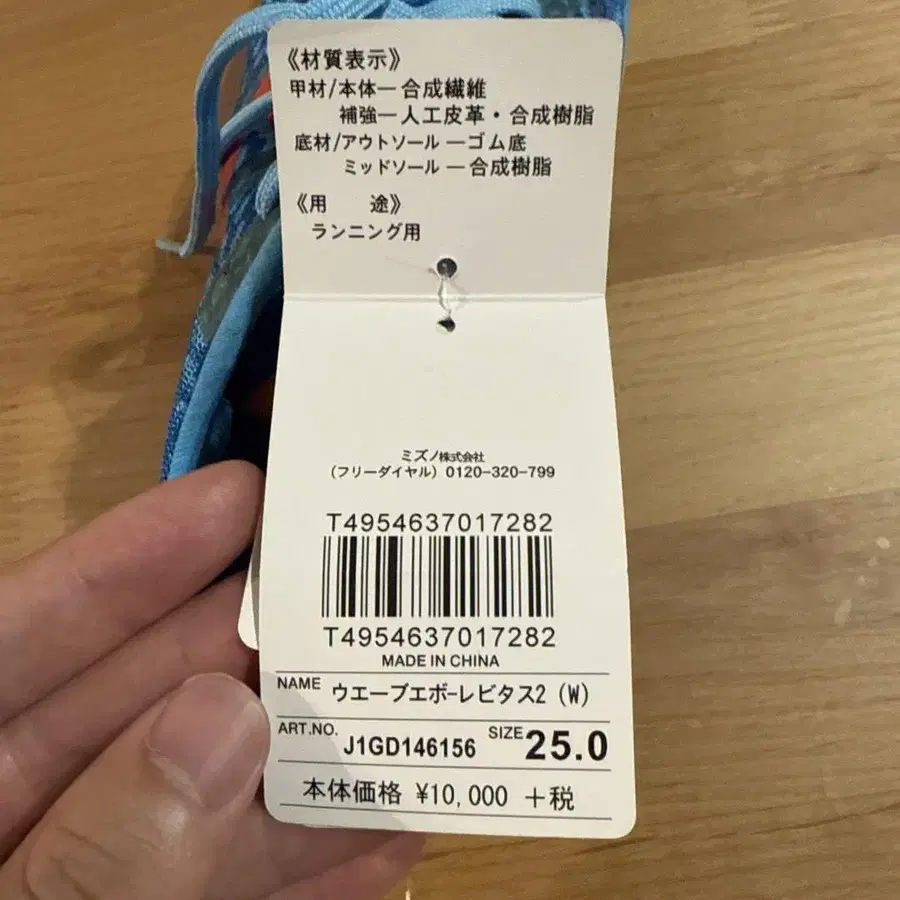 《材質表示》
甲材/本体ー合成繊維
補強ー人工皮革・合成樹脂
底材/アウトソール ーゴム底
ミッドソール ー合成樹脂
《用 途》
ランニング用
ミズノ株式会社
(フリーダイヤル) 0120-320-799
T4954637017282
T4954637017282
MADE IN CHINA
NAME ウエーブエボーレビタス2 (W)
ART.NO. J1GD146156 SIZE 25.0
本体価格 ¥10,000 +税